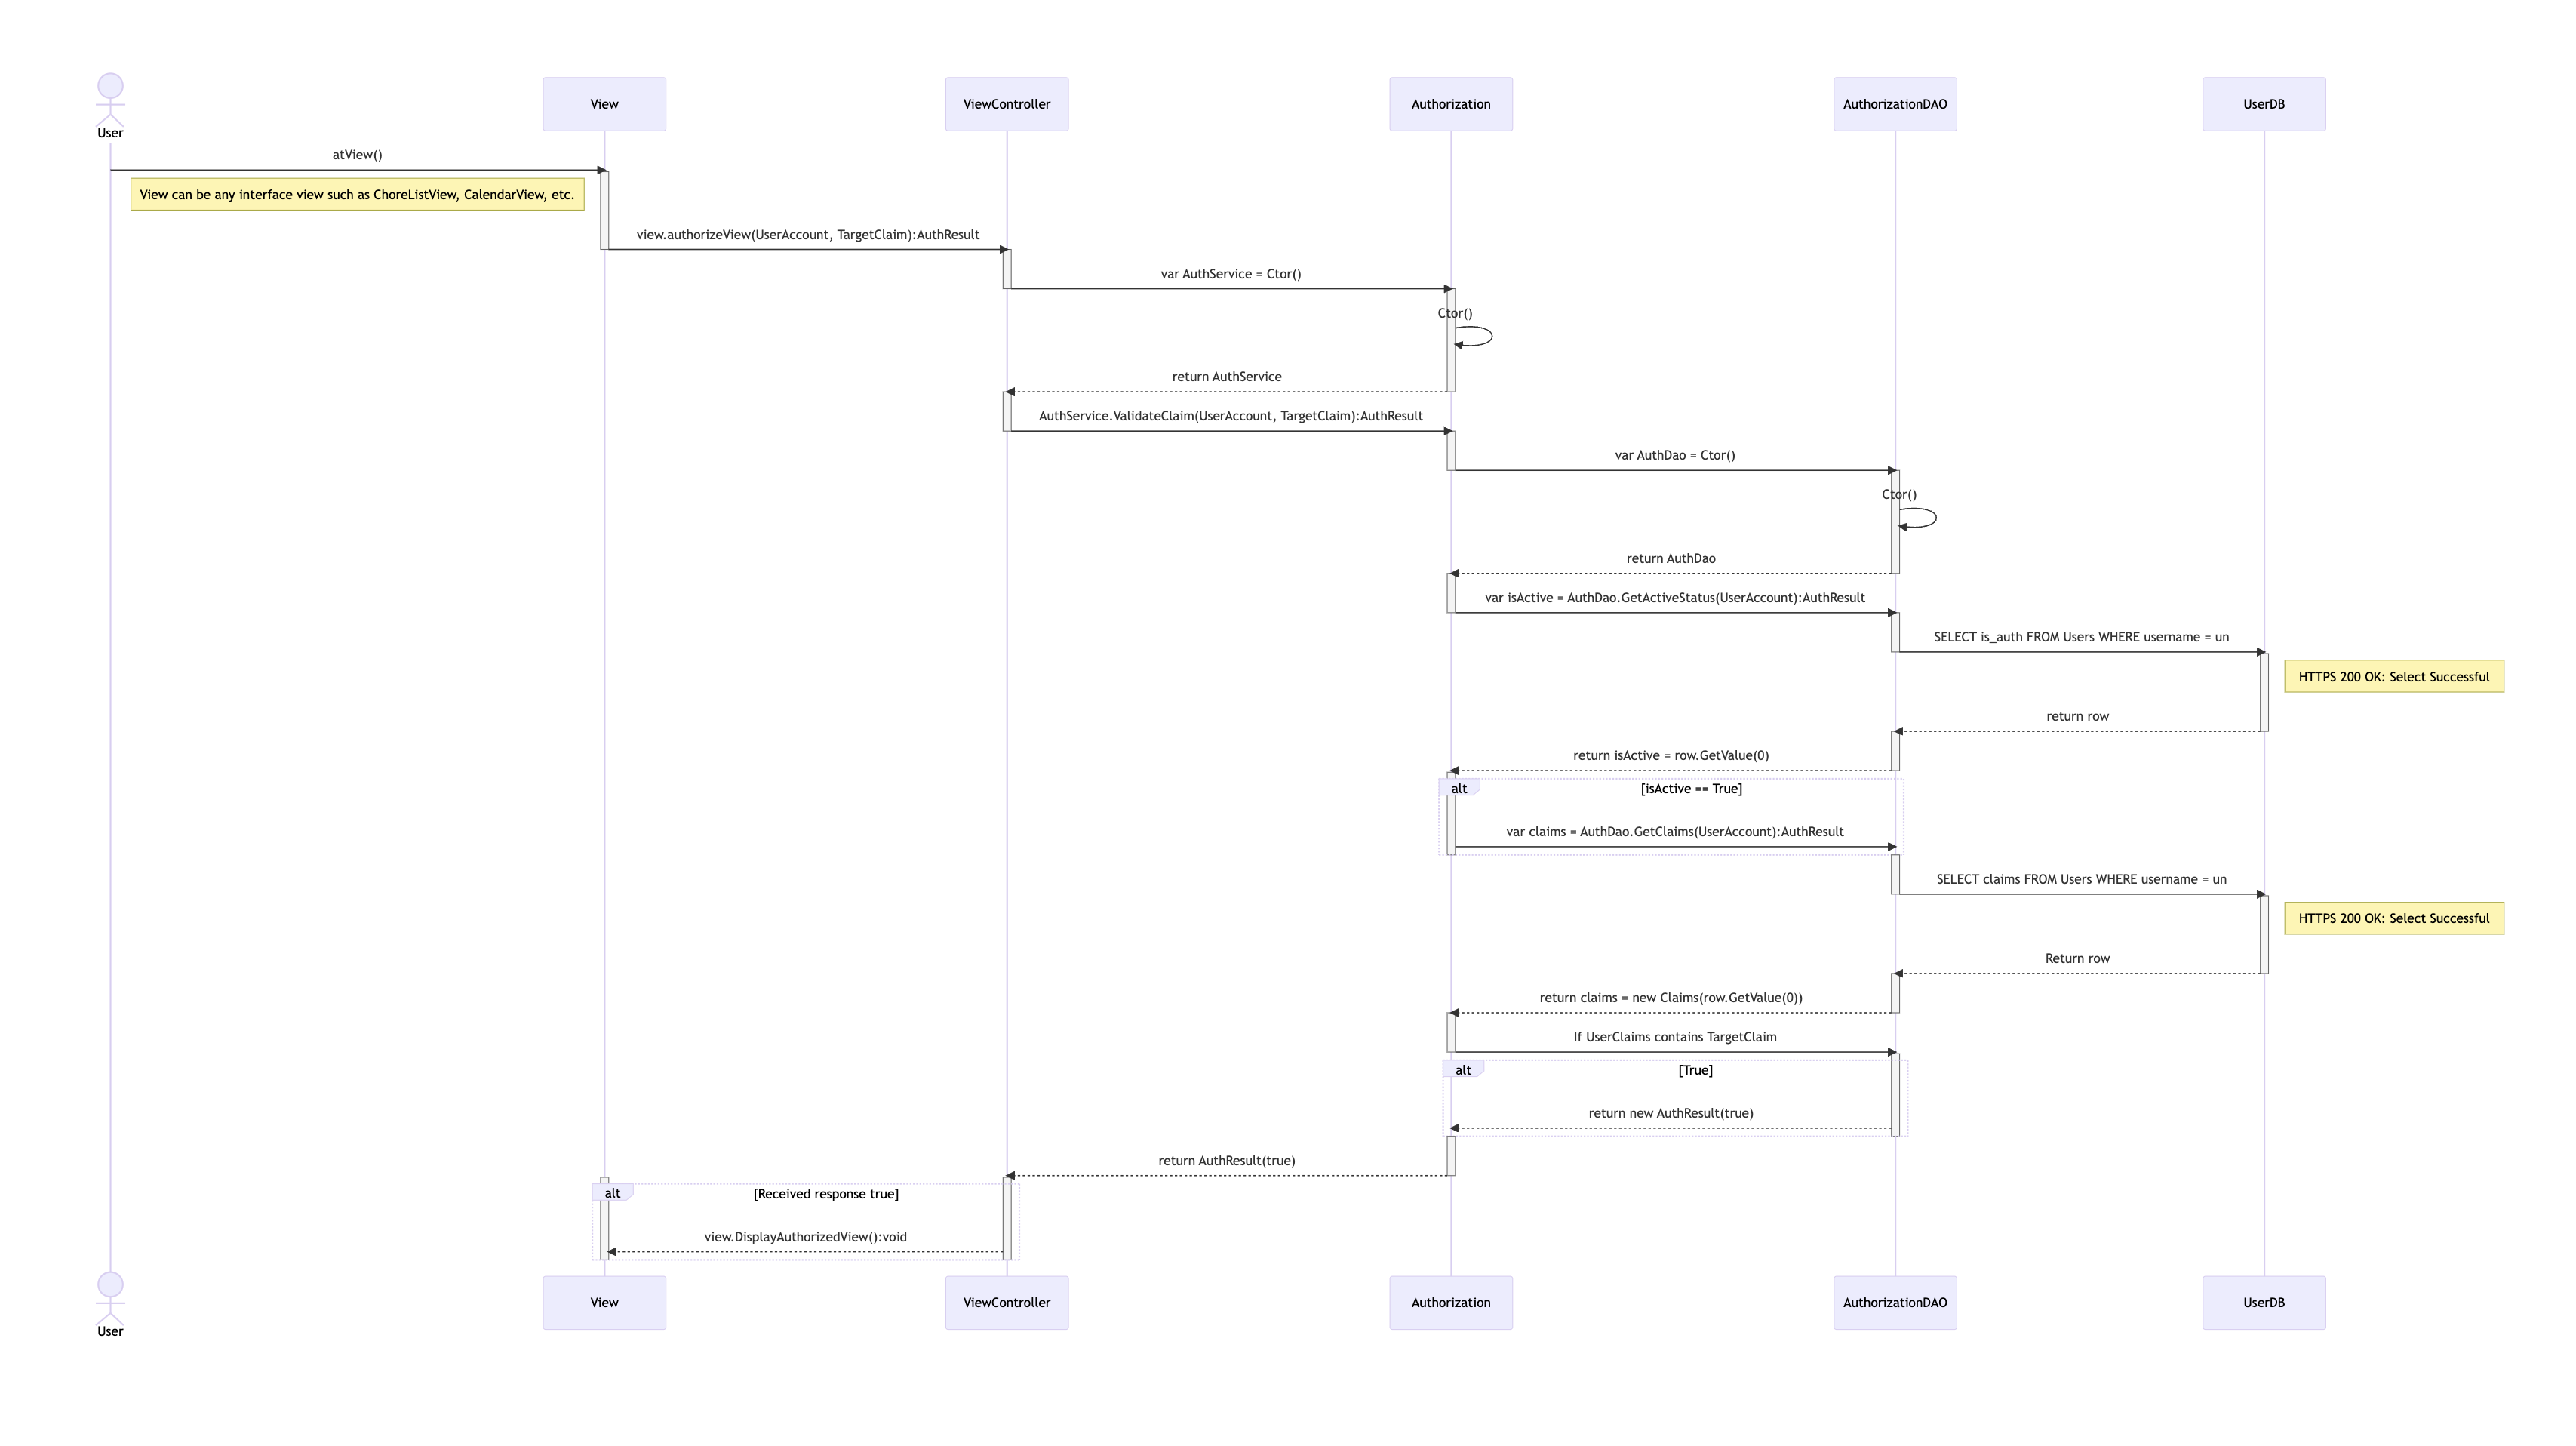 User
View
ViewController
Authorization
AuthorizationDAO
UserDB
atView()
View can be any interface view such as ChoreListView, CalendarView, etc.
view.authorizeView(UserAccount, TargetClaim):AuthResult
var AuthService = Ctor()
Ctor()
return AuthService
AuthService.ValidateClaim(UserAccount, TargetClaim):AuthResult
var AuthDao = Ctor()
Ctor()
return AuthDao
var isActive = AuthDao.GetActiveStatus(UserAccount):AuthResult
SELECT is_auth FROM Users WHERE username = un
HTTPS 200 OK: Select Successful
return row
return isActive = row.GetValue(0)
alt
[isActive == True]
var claims = AuthDao.GetClaims(UserAccount):AuthResult
SELECT claims FROM Users WHERE username = un
HTTPS 200 OK: Select Successful
Return row
return claims = new Claims(row.GetValue(0))
If UserClaims contains TargetClaim
alt
[True]
return new AuthResult(true)
return AuthResult(true)
alt
[Received response true]
view.DisplayAuthorizedView():void
User
View
ViewController
Authorization
AuthorizationDAO
UserDB